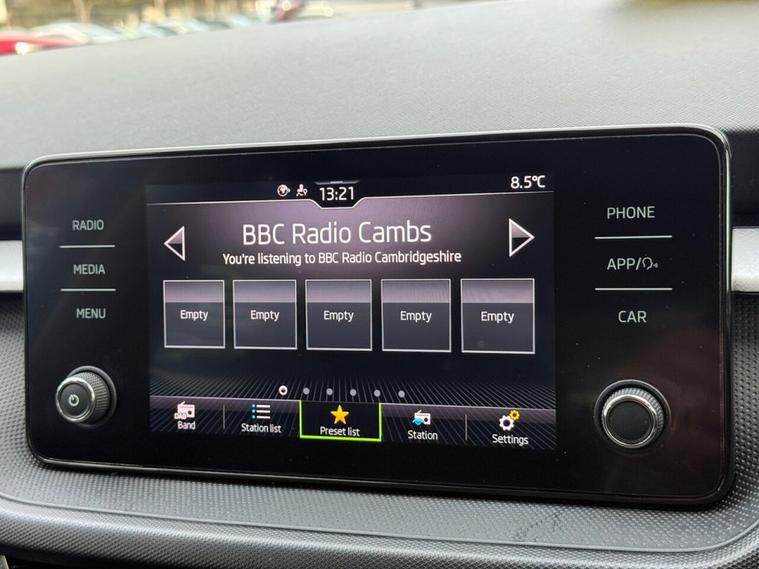 13:21
8.5℃
RADIO
MEDIA
MENU
BBC Radio Cambs
You're listening to BBC Radio Cambridgeshire
Empty Empty Empty Empty Empty
DAB
Band Station list Preset list Station Settings
PHONE
APP/
CAR